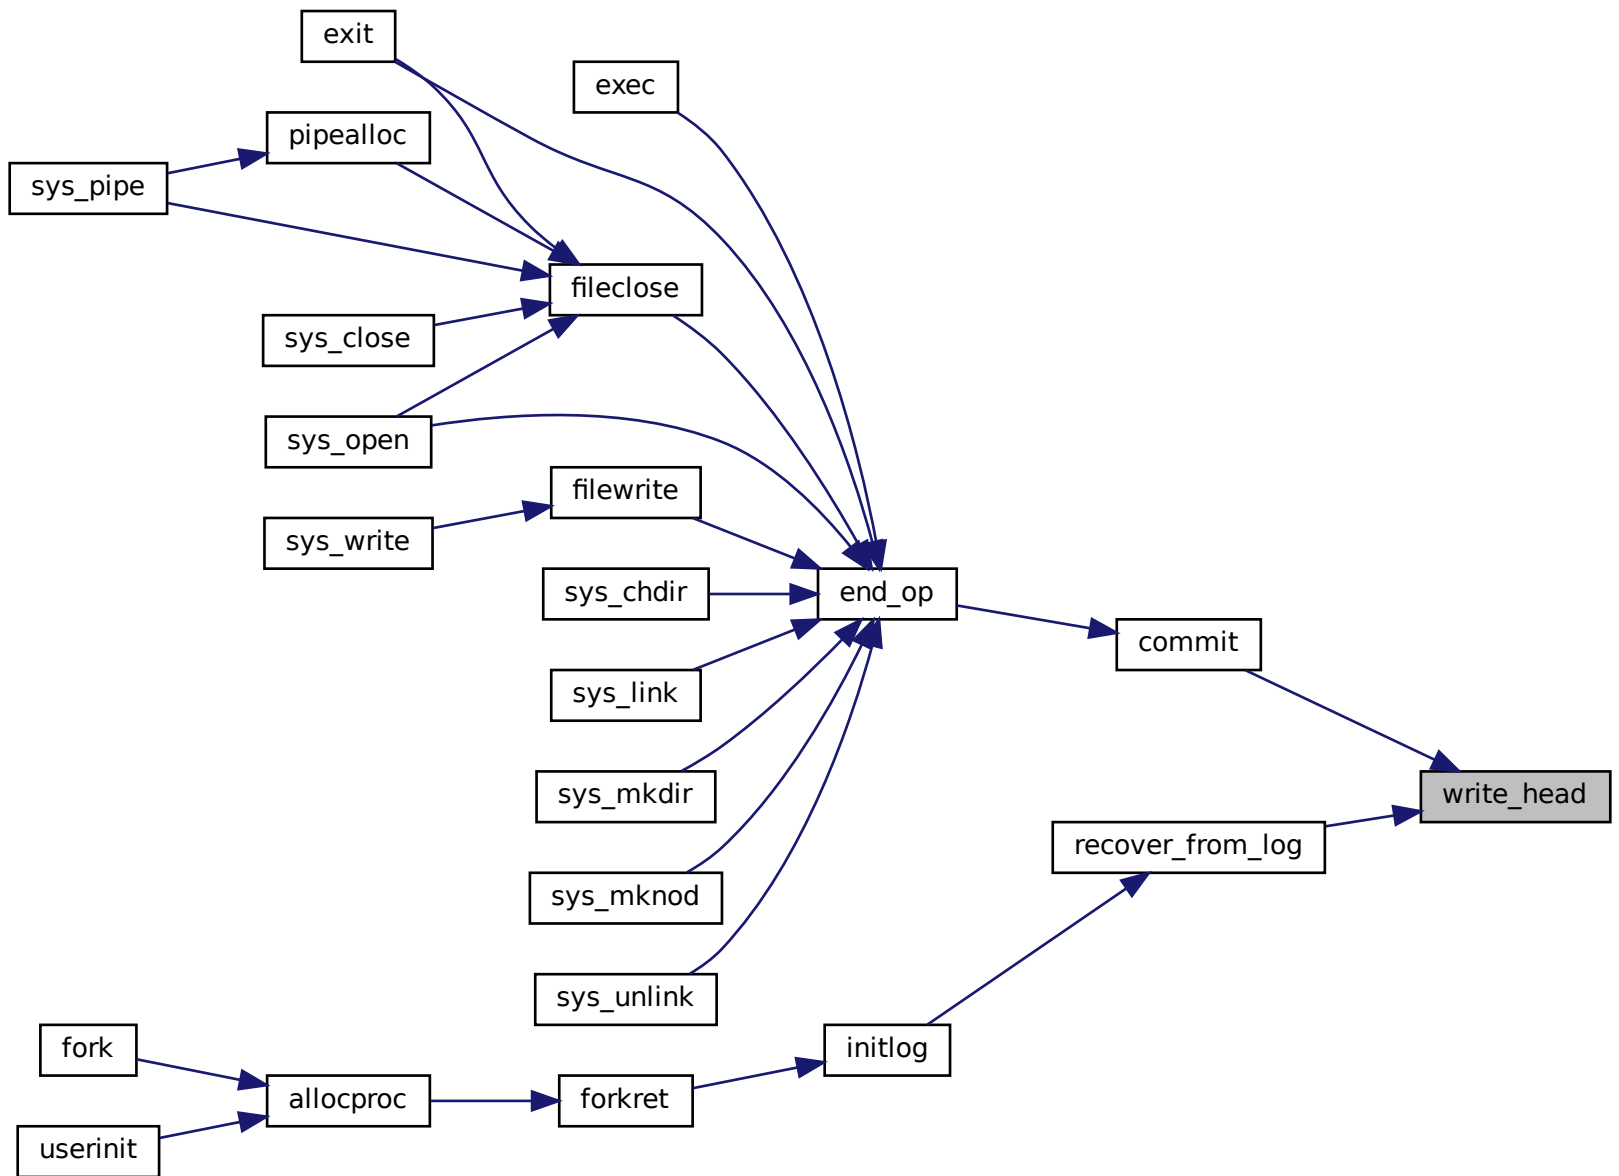 exit
exec
pipealloc
sys_pipe
fileclose
sys_close
sys_open
filewrite
sys_write
sys_chdir
end_op
commit
sys_link
write_head
sys_mkdir
recover_from_log
sys_mknod
sys_unlink
fork
initlog
allocproc
forkret
userinit